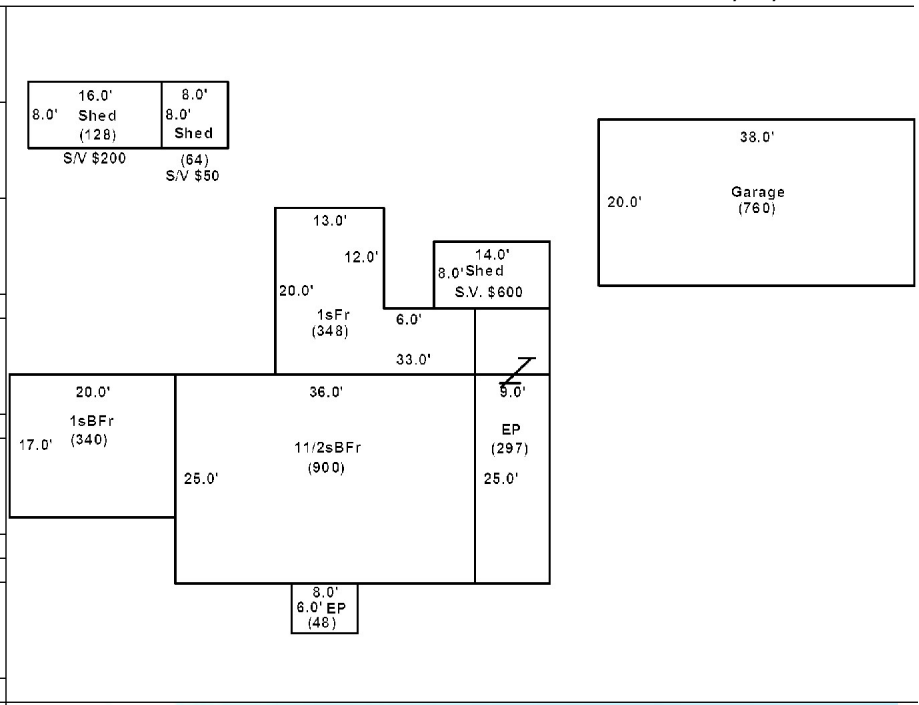 16.0'
8.0' Shed
(128)
S/V $200
8.0'
8.0'
Shed
(64)
S/V $50
38.0'
20.0'
Garage
(760)
13.0'
12.0'
20.0'
1sFr
(348)
6.0'
33.0'
14.0'
8.0' Shed
S.V. $600
20.0'
1sBFr
17.0' (340)
36.0'
11/2sBFr
(900)
25.0'
9.0'
EP
(297)
25.0'
8.0'
6.0' EP
(48)